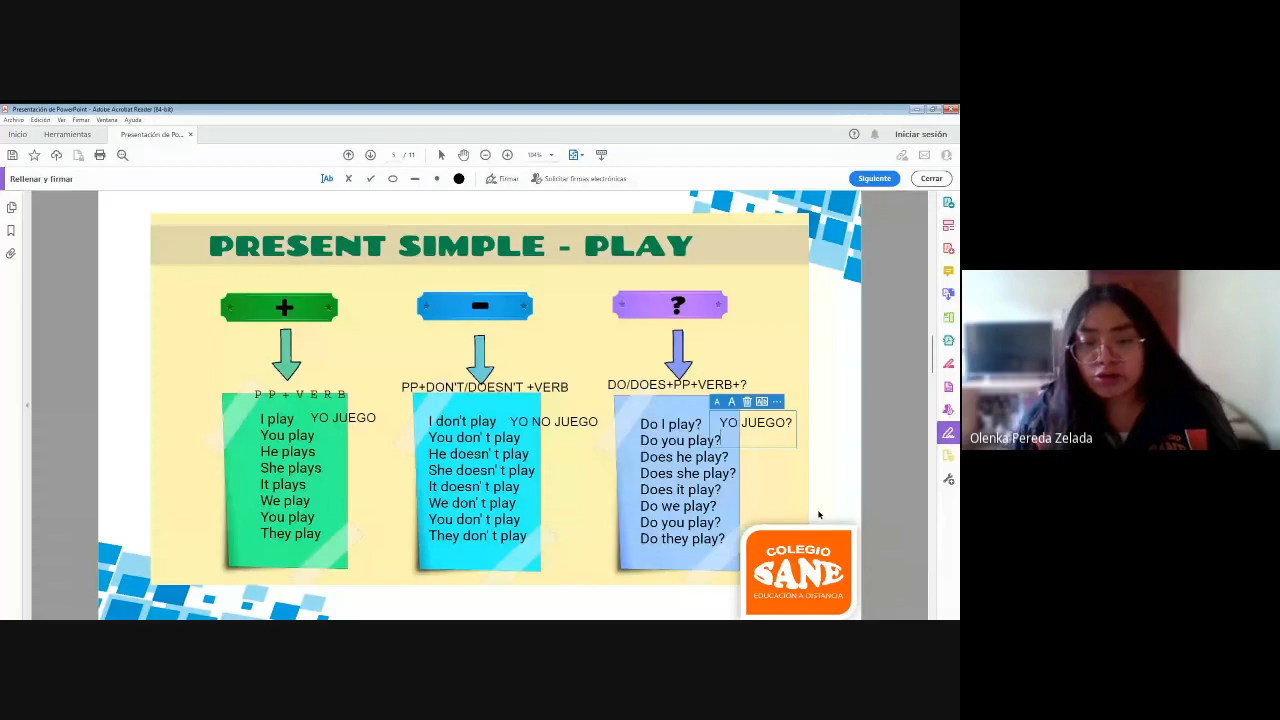 Presentación de PowerPoint - Adobe Acrobat Reader (64-bit)
Archivo Edición Ver Firmar Ventana Ayuda
Inicio Herramientas Presentación de Po... × Iniciar sesión
5 / 11 104%
Rellenar y firmar Ab Firmar Solicitar firmas electrónicas Siguiente Cerrar
PRESENT SIMPLE - PLAY
+ - ?
PP+VERB
I play YO JUEGO
You play
He plays
She plays
It plays
We play
You play
They play
PP+DON'T/DOESN'T +VERB
I don't play YO NO JUEGO
You don' t play
He doesn' t play
She doesn' t play
It doesn' t play
We don' t play
You don' t play
They don' t play
DO/DOES+PP+VERB+?
A A
Do I play? YO JUEGO?
Do you play?
Does he play?
Does she play?
Does it play?
Do we play?
Do you play?
Do they play?
COLEGIO
SANE
EDUCACIÓN A DISTANCIA
Olenka Pereda Zelada